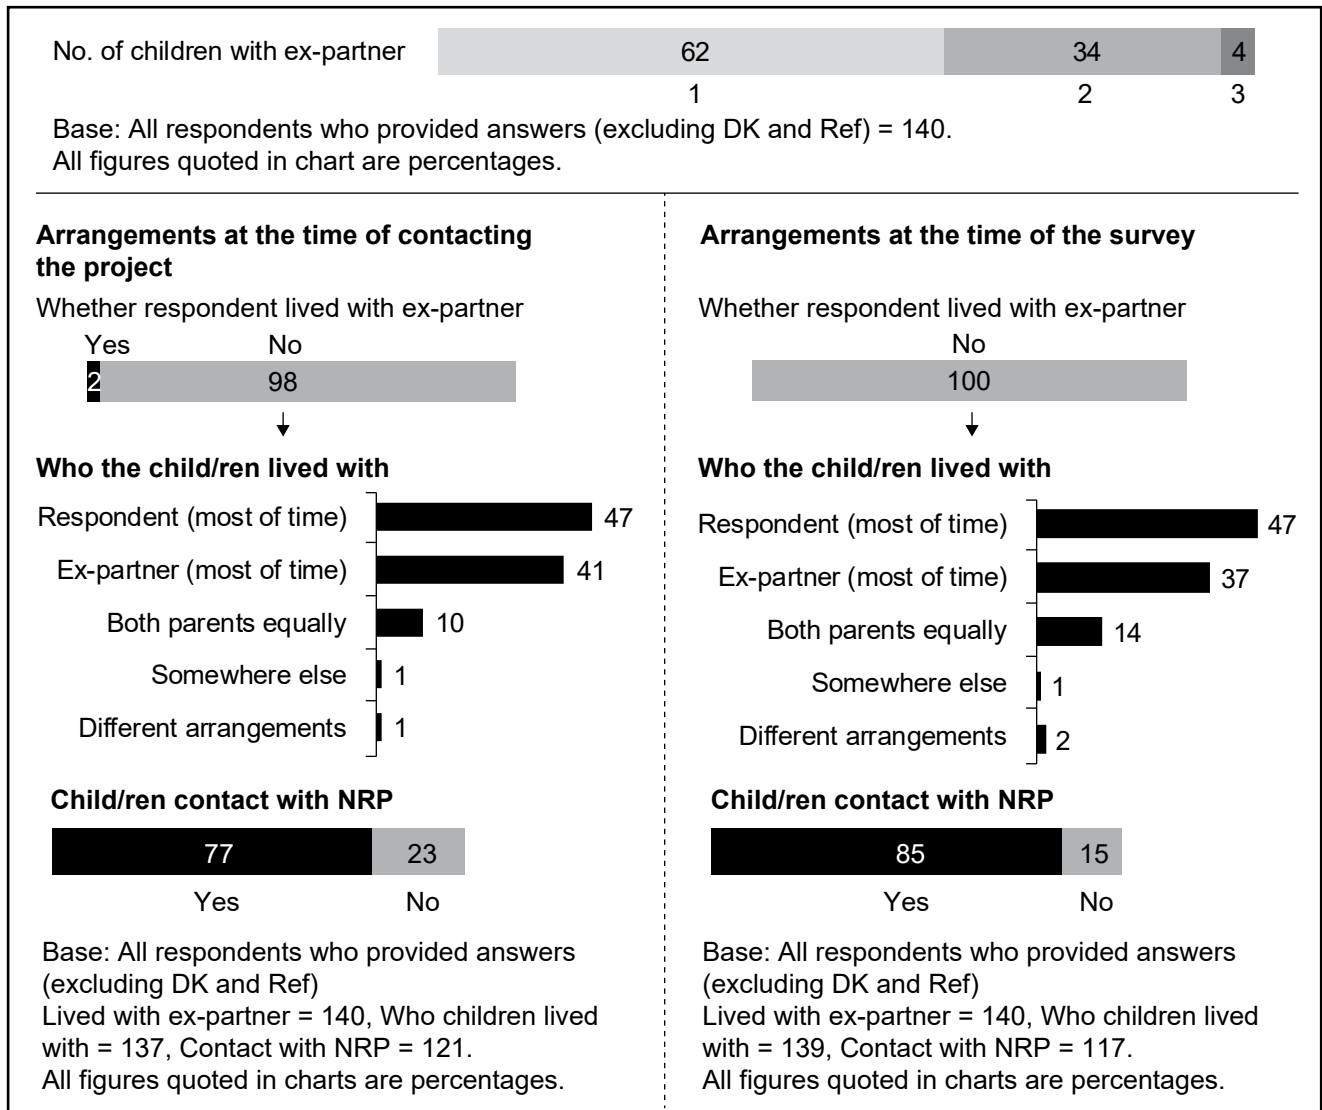 No. of children with ex-partner 62 34 4
1 2 3
Base: All respondents who provided answers (excluding DK and Ref) = 140.
All figures quoted in chart are percentages.
Arrangements at the time of contacting
the project
Whether respondent lived with ex-partner
Yes No
2 98
Who the child/ren lived with
Respondent (most of time) 47
Ex-partner (most of time) 41
Both parents equally 10
Somewhere else 1
Different arrangements 1
Child/ren contact with NRP
77 23
Yes No
Base: All respondents who provided answers
(excluding DK and Ref)
Lived with ex-partner = 140, Who children lived
with = 137, Contact with NRP = 121.
All figures quoted in charts are percentages.
Arrangements at the time of the survey
Whether respondent lived with ex-partner
No
100
Who the child/ren lived with
Respondent (most of time) 47
Ex-partner (most of time) 37
Both parents equally 14
Somewhere else 1
Different arrangements 2
Child/ren contact with NRP
85 15
Yes No
Base: All respondents who provided answers
(excluding DK and Ref)
Lived with ex-partner = 140, Who children lived
with = 139, Contact with NRP = 117.
All figures quoted in charts are percentages.